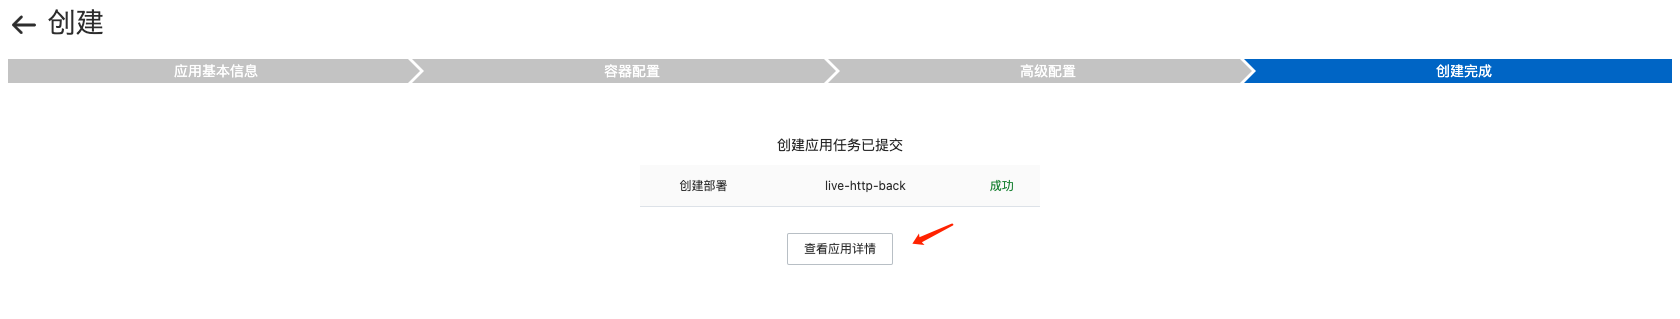 创建
应用基本信息 容器配置 高级配置 创建完成
创建应用任务已提交
创建部署 live-http-back 成功
查看应用详情